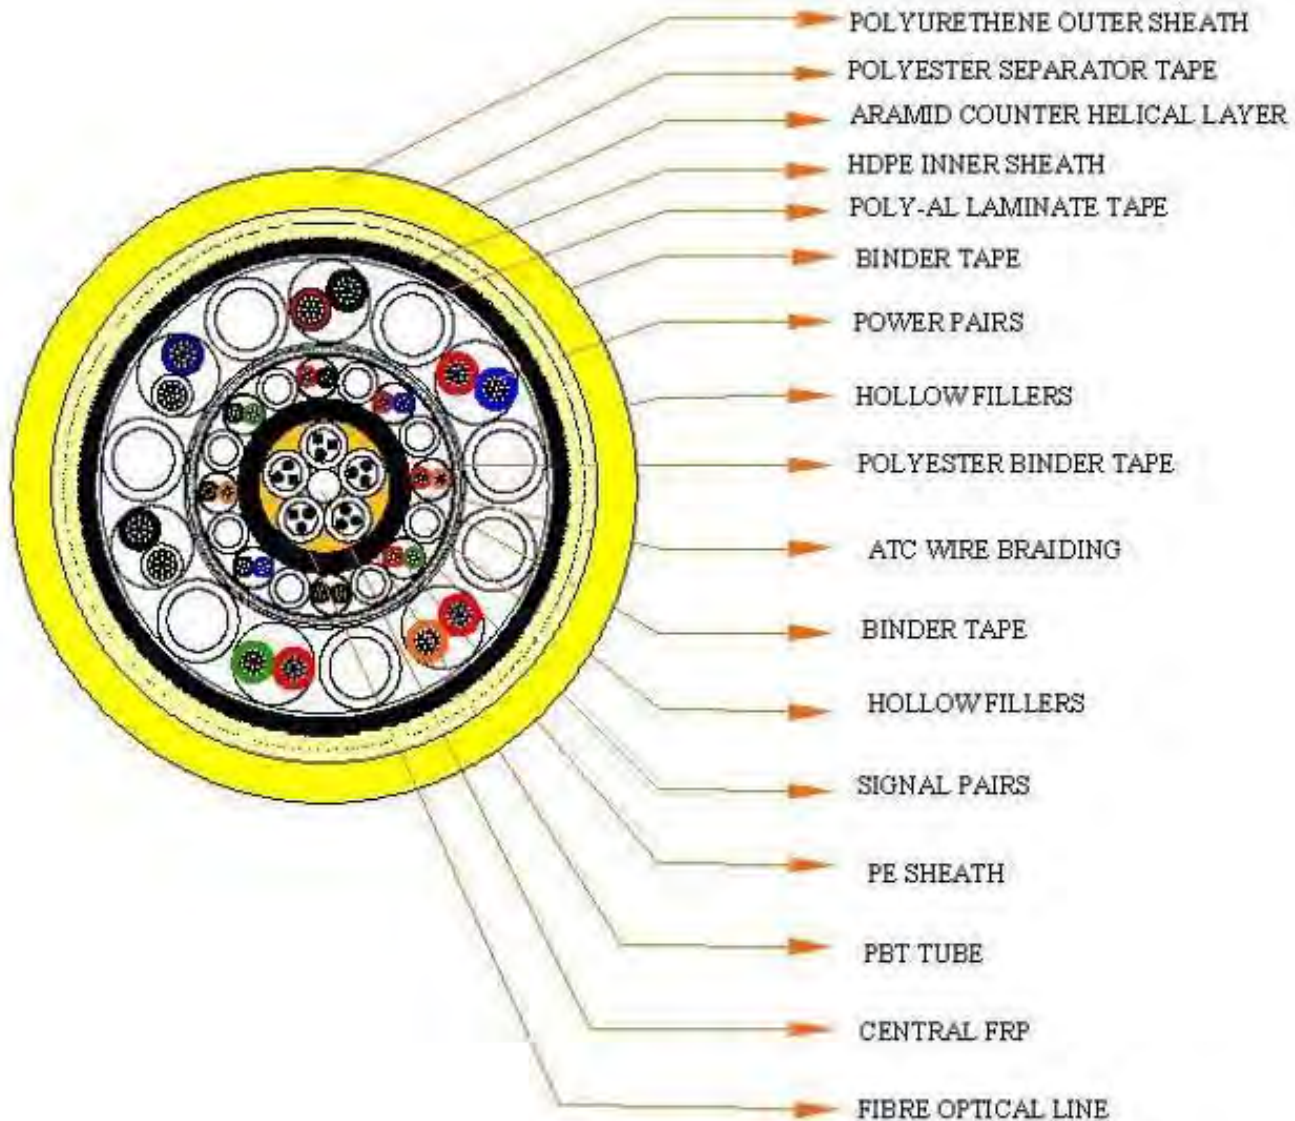 POLYURETHENE OUTER SHEATH
POLYESTER SEPARATOR TAPE
ARAMID COUNTER HELICAL LAYER
HDPE INNER SHEATH
POLY-AL LAMINATE TAPE
BINDER TAPE
POWER PAIRS
HOLLOW FILLERS
POLYESTER BINDER TAPE
ATC WIRE BRAIDING
BINDER TAPE
HOLLOW FILLERS
SIGNAL PAIRS
PE SHEATH
PBT TUBE
CENTRAL FRP
FIBRE OPTICAL LINE